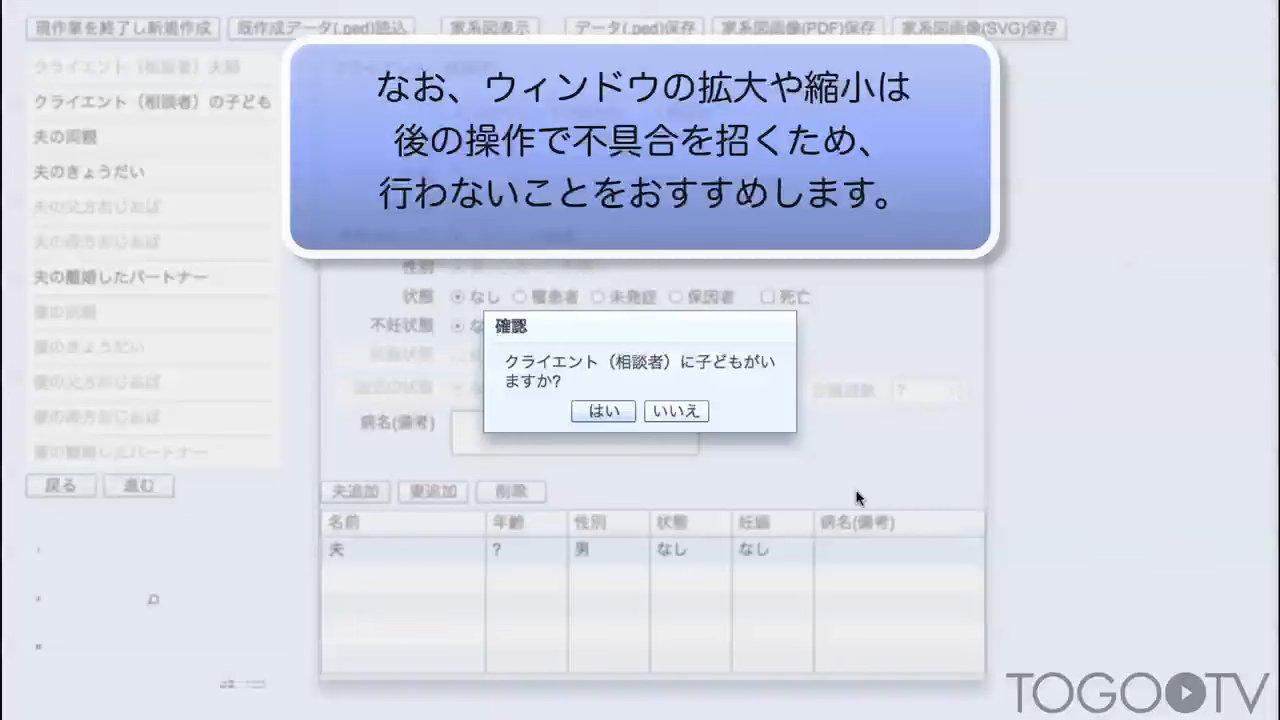 現作業を終了し新規作成 既作成データ(.ped)読込 家系図表示 データ(.ped)保存 家系図画像(PDF)保存 家系図画像(SVG)保存
クライエント（相談者）夫婦
クライエント（相談者）の子ども
夫の両親
夫のきょうだい
夫の父方おじおば
夫の母方おじおば
夫の離婚したパートナー
妻の両親
妻のきょうだい
妻の父方おじおば
妻の母方おじおば
妻の離婚したパートナー
戻る 進む
なお、ウィンドウの拡大や縮小は
後の操作で不具合を招くため、
行わないことをおすすめします。
性別
状態 なし 罹患者 未発症 保因者 死亡
不妊状態
病名(備考)
確認
クライエント（相談者）に子どもがい
ますか?
はい いいえ
夫追加 妻追加 削除
名前 年齢 性別 状態 妊娠 病名(備考)
夫 ? 男 なし なし
TOGOTV